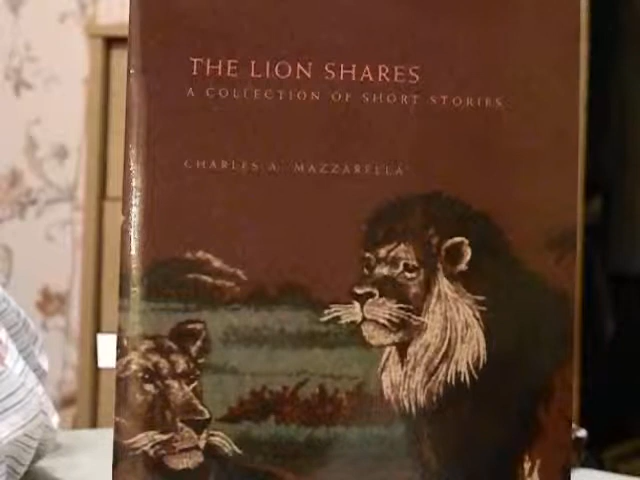 THE LION SHARES
A COLLECTION OF SHORT STORIES
CHARLES A. MAZZARELLA